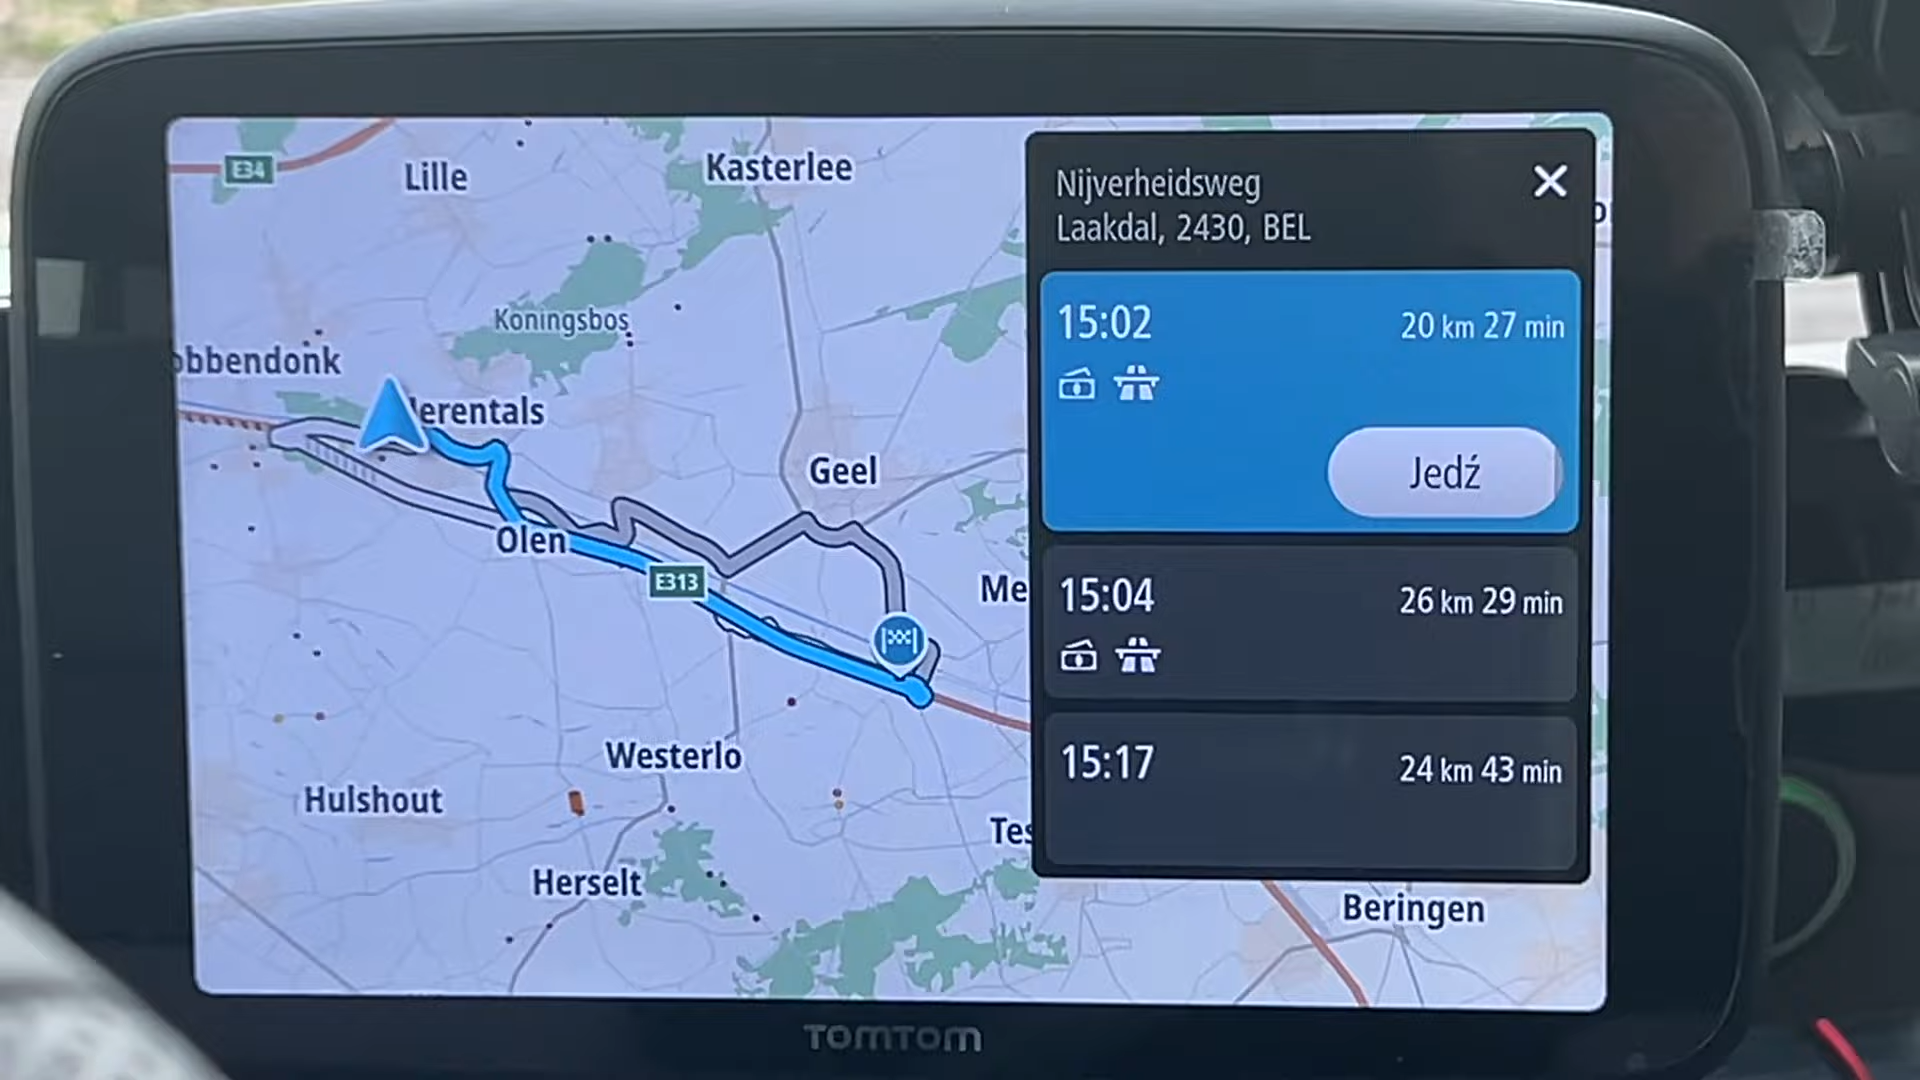 E34
Lille
Kasterlee
Koningsbos
obbendonk
erentals
Geel
Olen
E313
Me
Westerlo
Hulshout
Tes
Herselt
Beringen
Nijverheidsweg
Laakdal, 2430, BEL
15:02 20 km 27 min
Jedź
15:04 26 km 29 min
15:17 24 km 43 min
TOMTOM